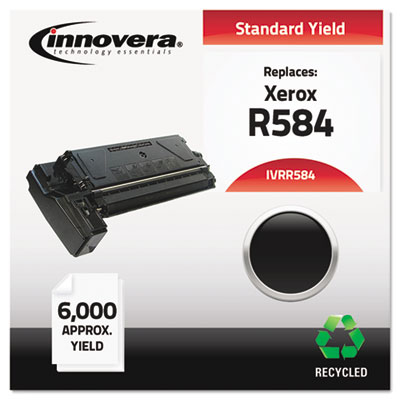 innovera
technology essentials
Standard Yield
Replaces:
Xerox
R584
IVRR584
6,000
APPROX.
YIELD
RECYCLED